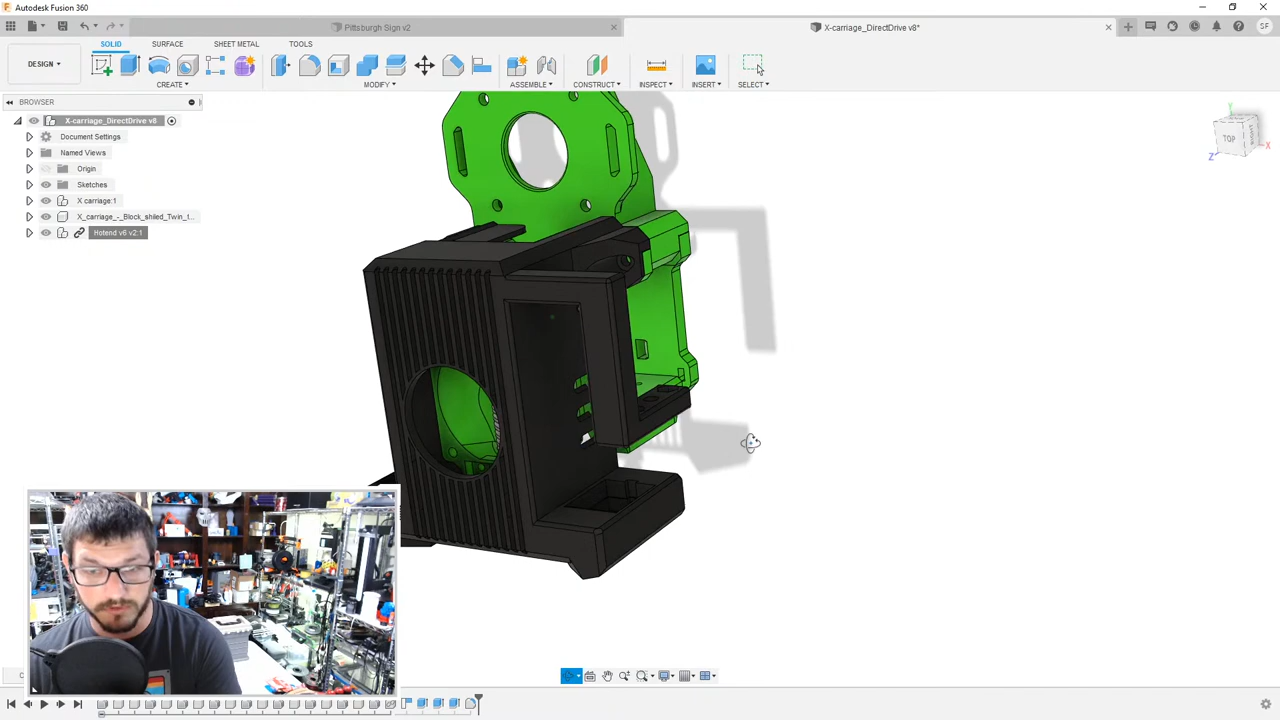 Autodesk Fusion 360
Pittsburgh Sign v2
X-carriage_DirectDrive v8*
SF
SOLID
SURFACE
SHEET METAL
TOOLS
DESIGN
CREATE
MODIFY
ASSEMBLE
CONSTRUCT
INSPECT
INSERT
SELECT
BROWSER
X-carriage_DirectDrive v8
Document Settings
Named Views
Origin
Sketches
X carriage:1
X_carriage_-_Block_shiled_Twin_t...
Hotend v6 v2:1
Y
TOP
X
Z